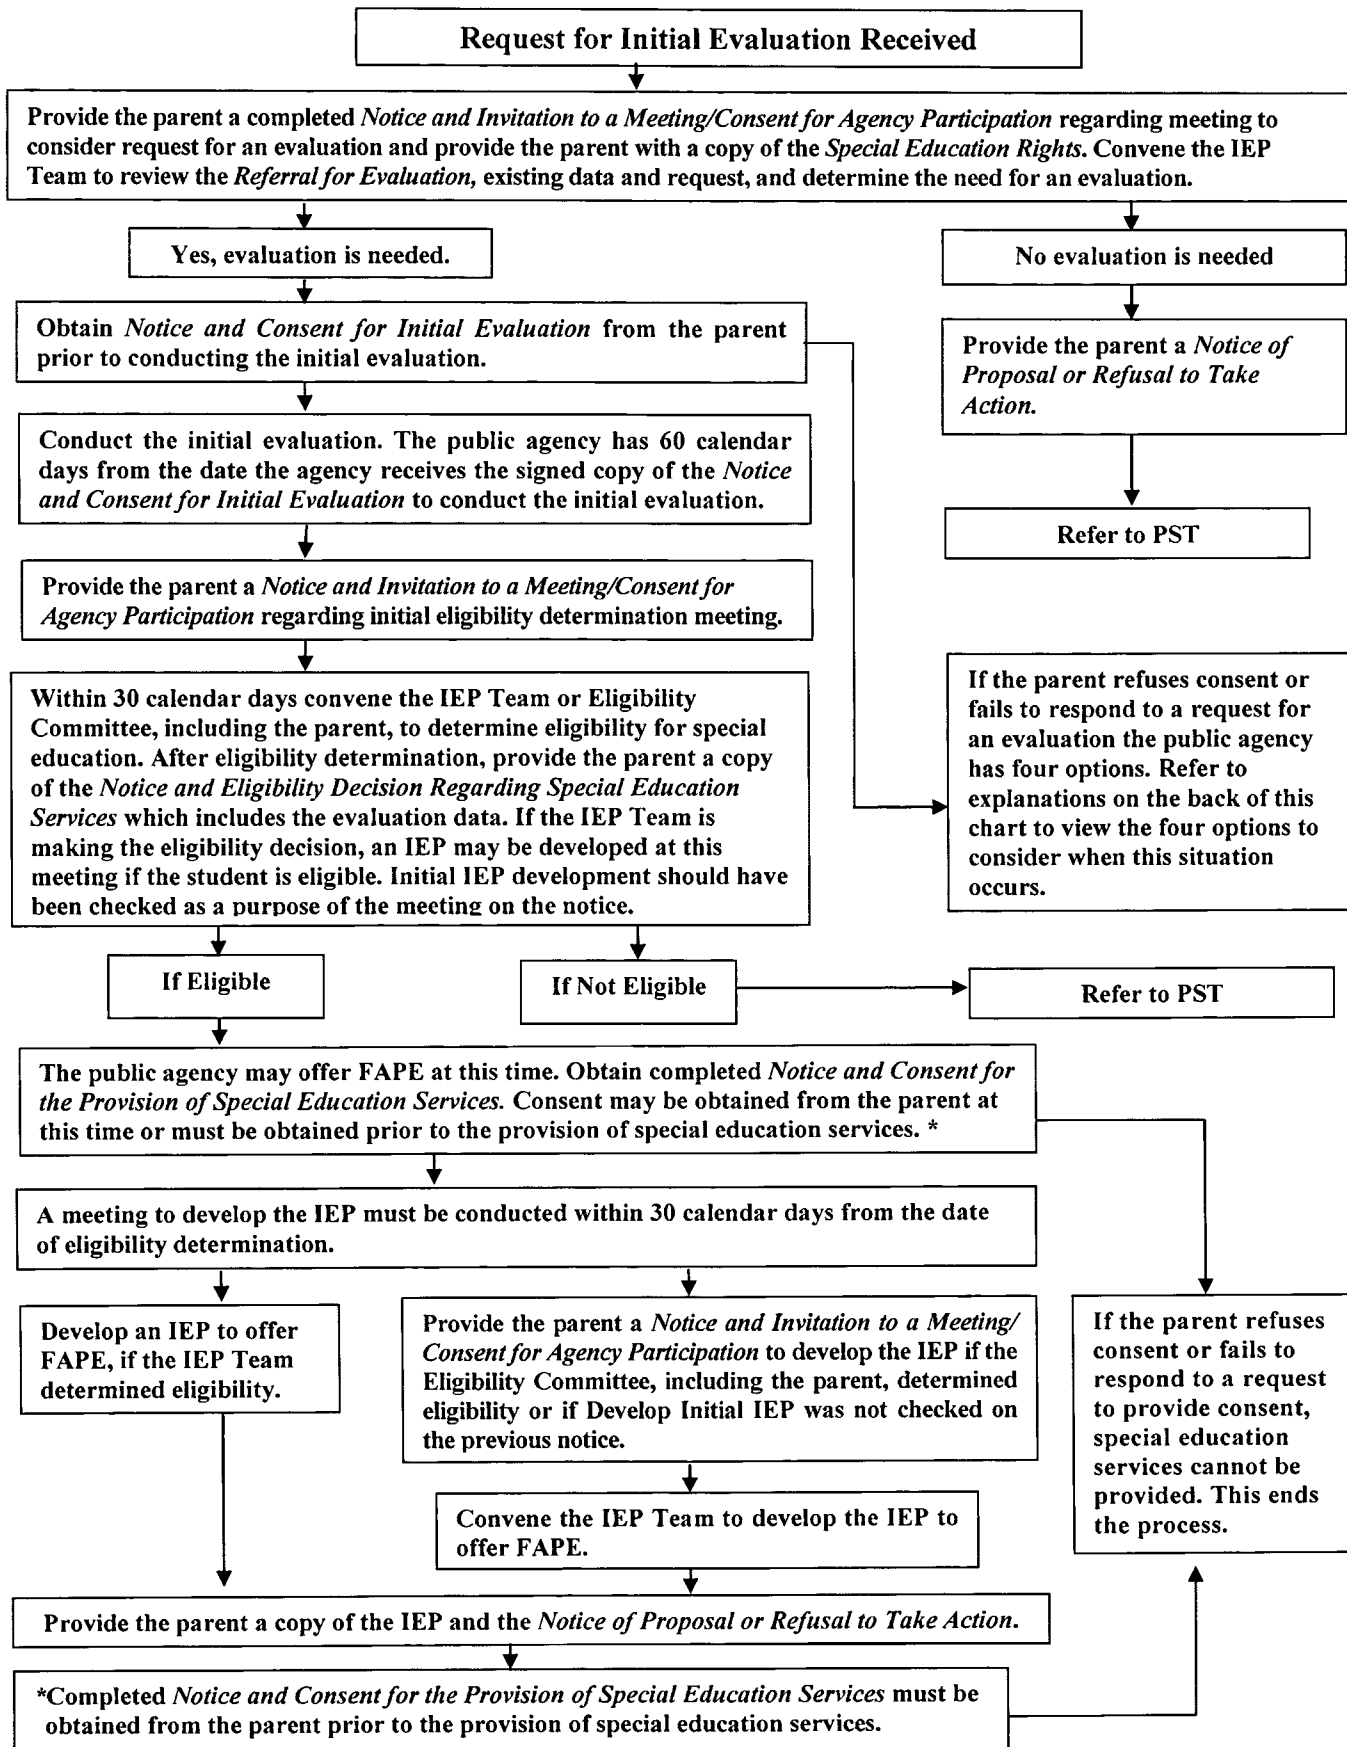 Request for Initial Evaluation Received
Provide the parent a completed Notice and Invitation to a Meeting/Consent for Agency Participation regarding meeting to
consider request for an evaluation and provide the parent with a copy of the Special Education Rights. Convene the IEP
Team to review the Referral for Evaluation, existing data and request, and determine the need for an evaluation.
Yes, evaluation is needed.
No evaluation is needed
Obtain Notice and Consent for Initial Evaluation from the parent
prior to conducting the initial evaluation.
Provide the parent a Notice of
Proposal or Refusal to Take
Action.
Conduct the initial evaluation. The public agency has 60 calendar
days from the date the agency receives the signed copy of the Notice
and Consent for Initial Evaluation to conduct the initial evaluation.
Refer to PST
Provide the parent a Notice and Invitation to a Meeting/Consent for
Agency Participation regarding initial eligibility determination meeting.
Within 30 calendar days convene the IEP Team or Eligibility
Committee, including the parent, to determine eligibility for special
education. After eligibility determination, provide the parent a copy
of the Notice and Eligibility Decision Regarding Special Education
Services which includes the evaluation data. If the IEP Team is
making the eligibility decision, an IEP may be developed at this
meeting if the student is eligible. Initial IEP development should have
been checked as a purpose of the meeting on the notice.
If the parent refuses consent or
fails to respond to a request for
an evaluation the public agency
has four options. Refer to
explanations on the back of this
chart to view the four options to
consider when this situation
occurs.
If Eligible
If Not Eligible
Refer to PST
The public agency may offer FAPE at this time. Obtain completed Notice and Consent for
the Provision of Special Education Services. Consent may be obtained from the parent at
this time or must be obtained prior to the provision of special education services. *
A meeting to develop the IEP must be conducted within 30 calendar days from the date
of eligibility determination.
Develop an IEP to offer
FAPE, if the IEP Team
determined eligibility.
Provide the parent a Notice and Invitation to a Meeting/
Consent for Agency Participation to develop the IEP if the
Eligibility Committee, including the parent, determined
eligibility or if Develop Initial IEP was not checked on
the previous notice.
If the parent refuses
consent or fails to
respond to a request
to provide consent,
special education
services cannot be
provided. This ends
the process.
Convene the IEP Team to develop the IEP to
offer FAPE.
Provide the parent a copy of the IEP and the Notice of Proposal or Refusal to Take Action.
*Completed Notice and Consent for the Provision of Special Education Services must be
obtained from the parent prior to the provision of special education services.